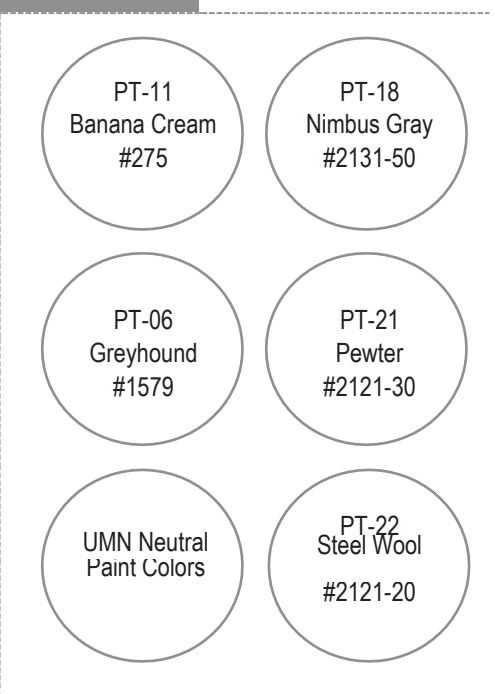 PT-11
Banana Cream
#275
PT-18
Nimbus Gray
#2131-50
PT-06
Greyhound
#1579
PT-21
Pewter
#2121-30
UMN Neutral
Paint Colors
PT-22
Steel Wool
#2121-20